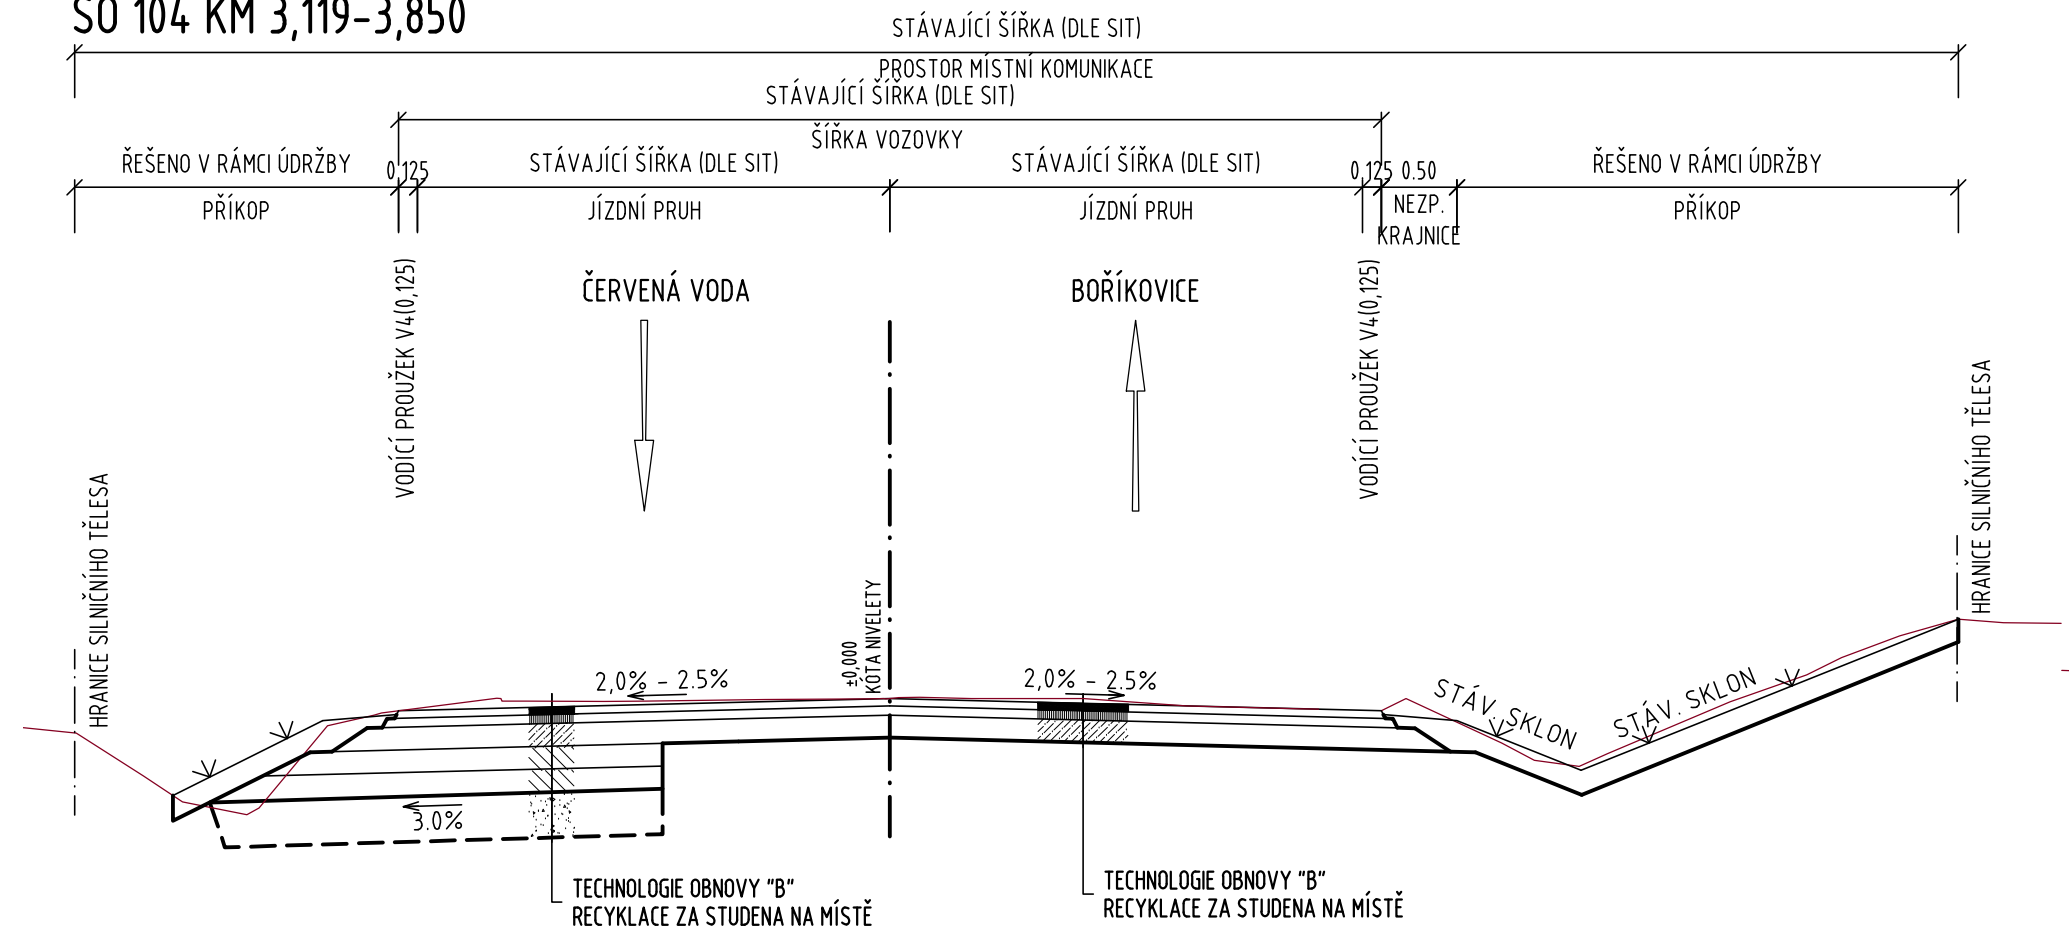 SO 104 KM 3,119-3,850
STÁVAJÍCÍ ŠÍŘKA (DLE SIT)
PROSTOR MÍSTNÍ KOMUNIKACE
STÁVAJÍCÍ ŠÍŘKA (DLE SIT)
ŠÍŘKA VOZOVKY
ŘEŠENO V RÁMCI ÚDRŽBY
0,125
STÁVAJÍCÍ ŠÍŘKA (DLE SIT)
STÁVAJÍCÍ ŠÍŘKA (DLE SIT)
0,125
0.50
ŘEŠENO V RÁMCI ÚDRŽBY
PŘÍKOP
JÍZDNÍ PRUH
JÍZDNÍ PRUH
NEZP.
KRAJNICE
PŘÍKOP
VODÍCÍ PROUŽEK V4(0,125)
ČERVENÁ VODA
BOŘÍKOVICE
VODÍCÍ PROUŽEK V4(0,125)
HRANICE SILNIČNÍHO TĚLESA
HRANICE SILNIČNÍHO TĚLESA
±0,000
KÓTA NIVELETY
2,0% - 2.5%
2,0% - 2.5%
STÁV. SKLON
STÁV. SKLON
3.0%
TECHNOLOGIE OBNOVY "B"
RECYKLACE ZA STUDENA NA MÍSTĚ
TECHNOLOGIE OBNOVY "B"
RECYKLACE ZA STUDENA NA MÍSTĚ